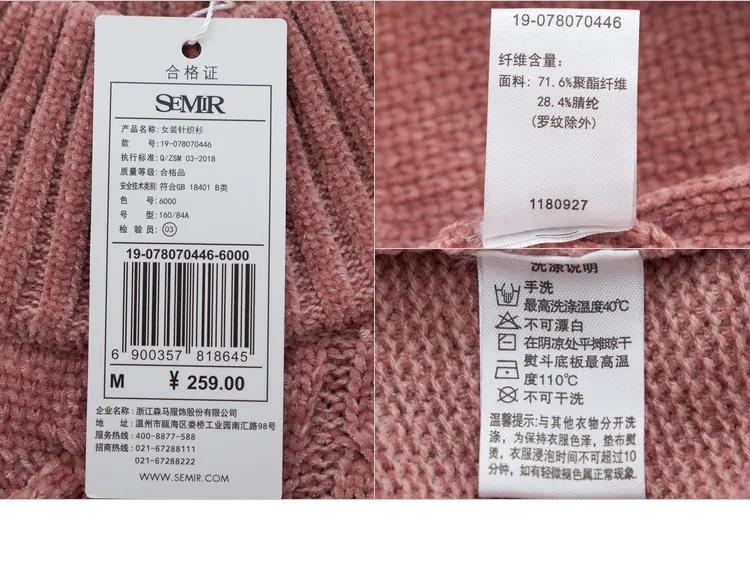 合格证
SEMIR
产品名称:女装针织衫
款 号:19-078070446
执行标准:Q/ZSM 03-2018
质量等级:合格品
安全技术类别:符合GB 18401 B类
色 号:6000
号 型:160/84A
检 验 员:03
19-078070446-6000
6 900357 818645
M ¥ 259.00
企业名称:浙江森马服饰股份有限公司
地 址:温州市瓯海区娄桥工业园南汇路98号
服务热线:400-8877-588
招商热线:021-67288111
021-67288222
WWW.SEMIR.COM
19-078070446
纤维含量:
面料: 71.6%聚酯纤维
28.4%腈纶
(罗纹除外)
1180927
洗涤说明
手洗
最高洗涤温度40℃
不可漂白
在阴凉处平摊晾干
熨斗底板最高温
度110℃
不可干洗
温馨提示:与其他衣物分开洗
涤,为保持衣服色泽,垫布熨
烫,衣服浸泡时间不可超过10
分钟,如有轻微褪色属正常现象.